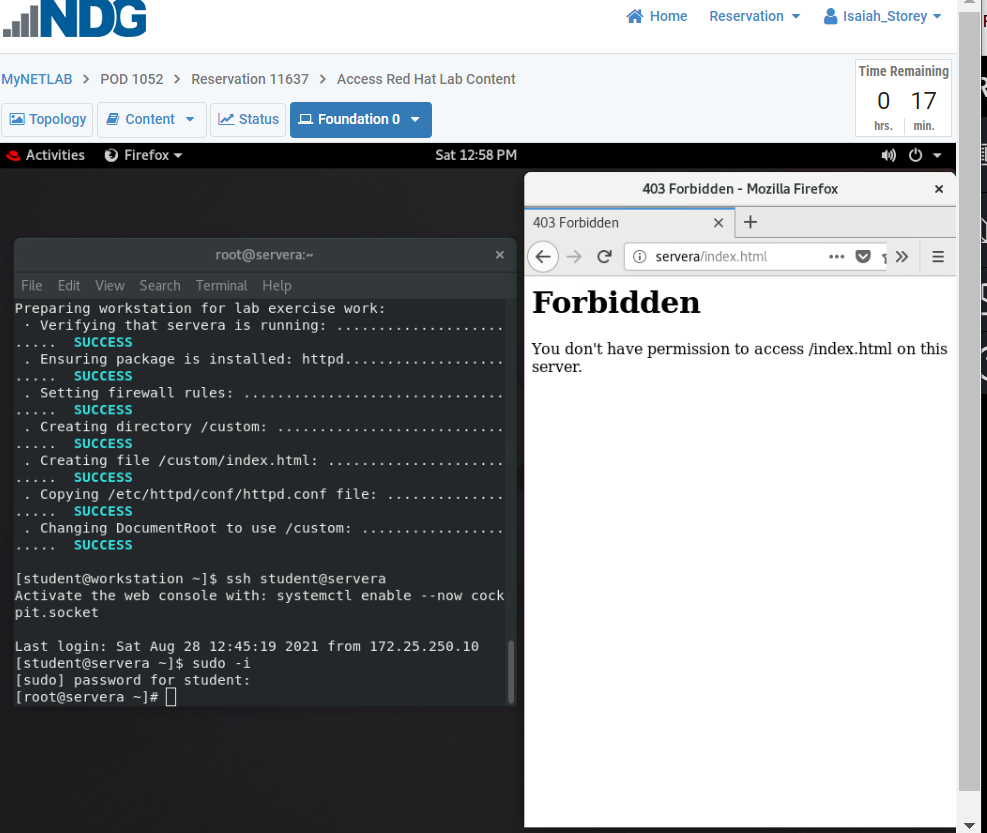 NDG
Home Reservation Isaiah_Storey
MyNETLAB > POD 1052 > Reservation 11637 > Access Red Hat Lab Content
Time Remaining
0 17
hrs. min.
Topology Content Status Foundation 0
Activities Firefox Sat 12:58 PM
403 Forbidden - Mozilla Firefox ×
403 Forbidden × +
servera/index.html ••• »
Forbidden
You don't have permission to access /index.html on this
server.
root@servera:~ ×
File Edit View Search Terminal Help
Preparing workstation for lab exercise work:
· Verifying that servera is running: ....................
..... SUCCESS
. Ensuring package is installed: httpd...................
..... SUCCESS
. Setting firewall rules: ...............................
..... SUCCESS
. Creating directory /custom: ...........................
..... SUCCESS
. Creating file /custom/index.html: .....................
..... SUCCESS
. Copying /etc/httpd/conf/httpd.conf file: ..............
..... SUCCESS
. Changing DocumentRoot to use /custom: .................
..... SUCCESS
[student@workstation ~]$ ssh student@servera
Activate the web console with: systemctl enable --now cock
pit.socket
Last login: Sat Aug 28 12:45:19 2021 from 172.25.250.10
[student@servera ~]$ sudo -i
[sudo] password for student:
[root@servera ~]#